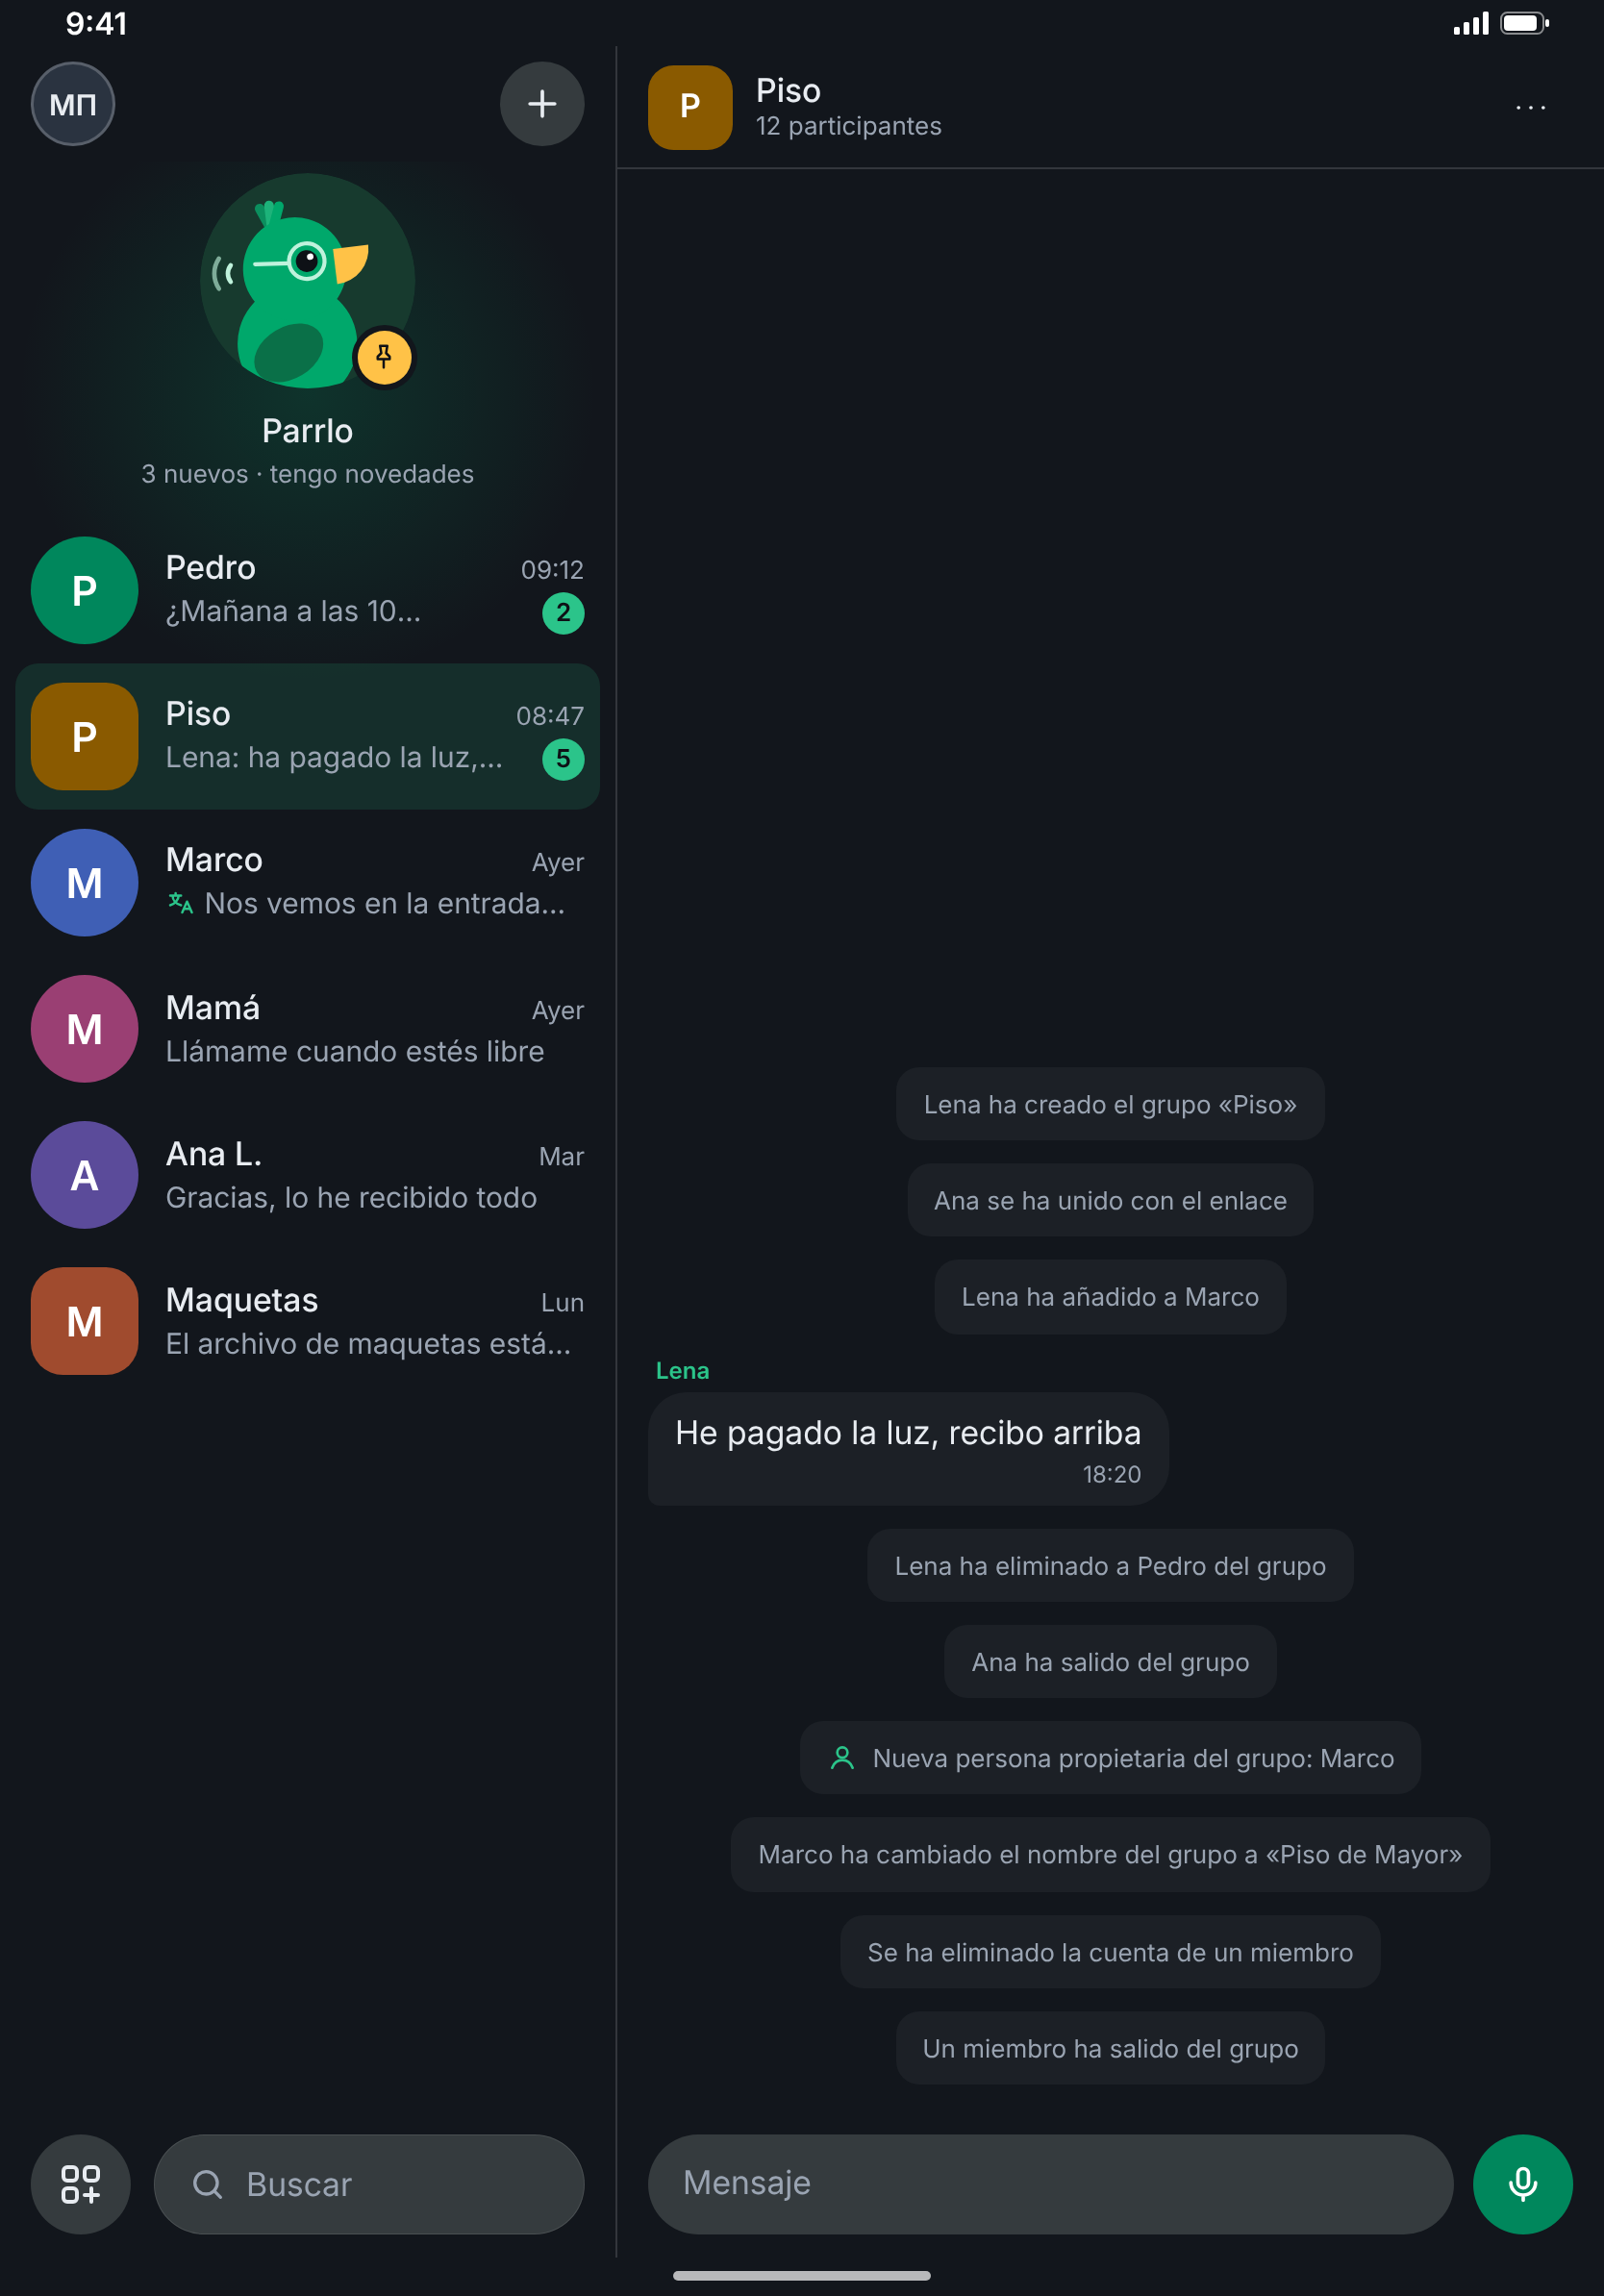 9:41
МП
Parrlo
3 nuevos · tengo novedades
Pedro
09:12
¿Mañana a las 10...
2
P
Piso
08:47
Lena: ha pagado la luz,...
5
P
Marco
Ayer
Nos vemos en la entrada...
M
Mamá
Ayer
Llámame cuando estés libre
M
Ana L.
Mar
Gracias, lo he recibido todo
A
Maquetas
Lun
El archivo de maquetas está...
M
Buscar
P
Piso
12 participantes
Lena ha creado el grupo «Piso»
Ana se ha unido con el enlace
Lena ha añadido a Marco
Lena
He pagado la luz, recibo arriba
18:20
Lena ha eliminado a Pedro del grupo
Ana ha salido del grupo
Nueva persona propietaria del grupo: Marco
Marco ha cambiado el nombre del grupo a «Piso de Mayor»
Se ha eliminado la cuenta de un miembro
Un miembro ha salido del grupo
Mensaje